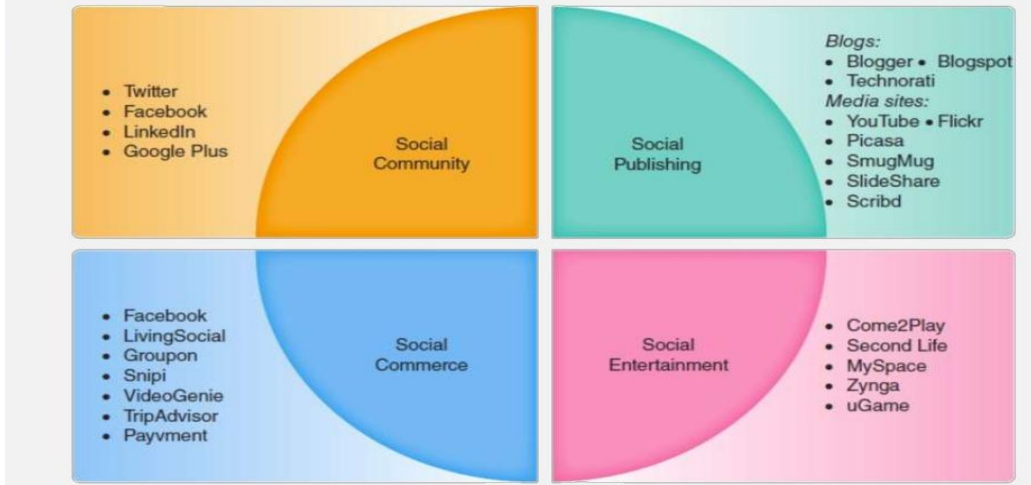 • Twitter
• Facebook
• LinkedIn
• Google Plus
Social
Community
Social
Publishing
Blogs:
• Blogger • Blogspot
• Technorati
Media sites:
• YouTube • Flickr
• Picasa
• SmugMug
• SlideShare
• Scribd
• Facebook
• LivingSocial
• Groupon
• Snipi
• VideoGenie
• TripAdvisor
• Payvment
Social
Commerce
Social
Entertainment
• Come2Play
• Second Life
• MySpace
• Zynga
• uGame